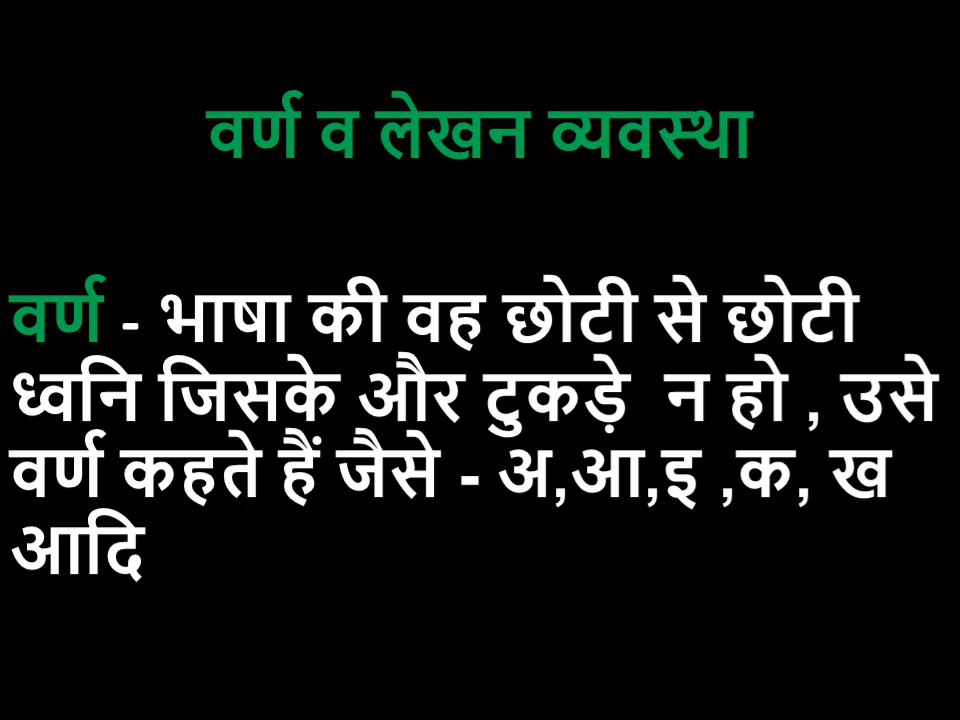 वर्ण व लेखन व्यवस्था
वर्ण - भाषा की वह छोटी से छोटी
ध्वनि जिसके और टुकड़े  न हो , उसे
वर्ण कहते हैं जैसे - अ,आ,इ ,क, ख
आदि